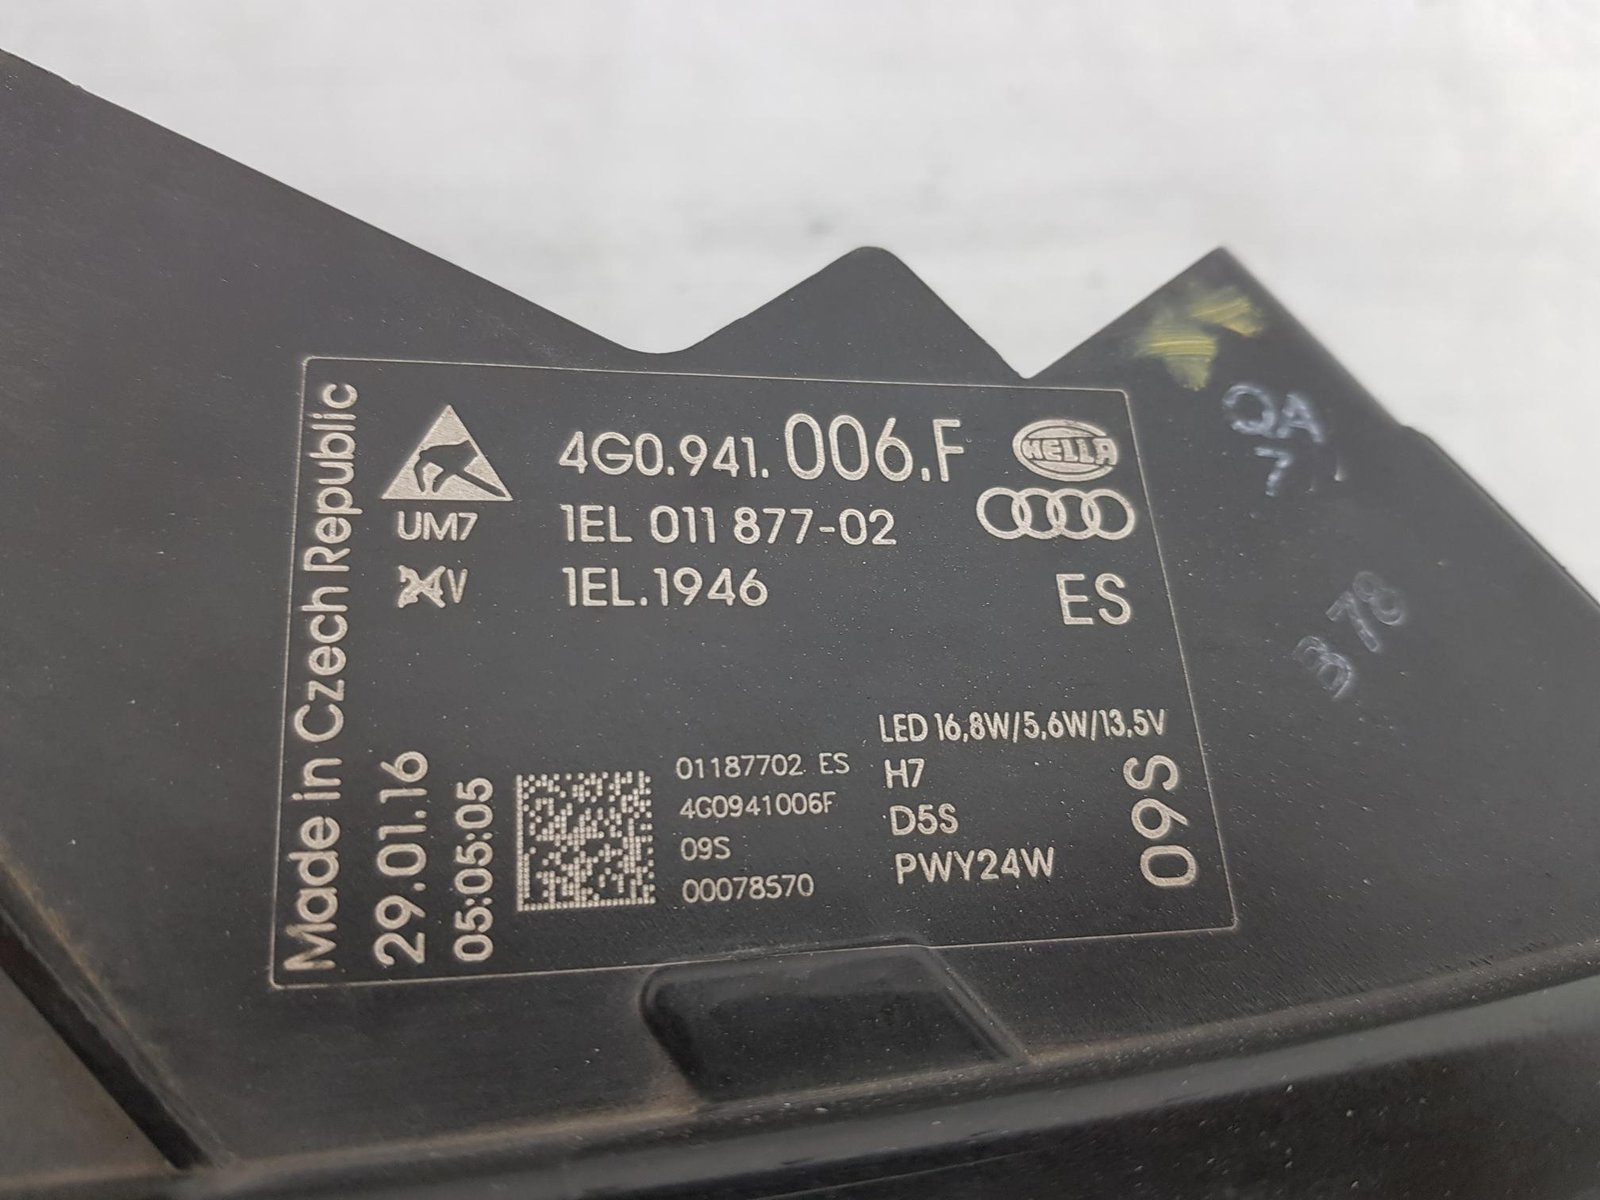 Made in Czech Republic
29.01.16
05:05:05
UM7
24V
4G0.941.006.F
HELLA
1EL 011 877-02
1EL.1946
ES
LED 16,8W/5,6W/13,5V
H7
D5S
PWY24W
09S
01187702 ES
4G0941006F
09S
00078570
QA
7
378